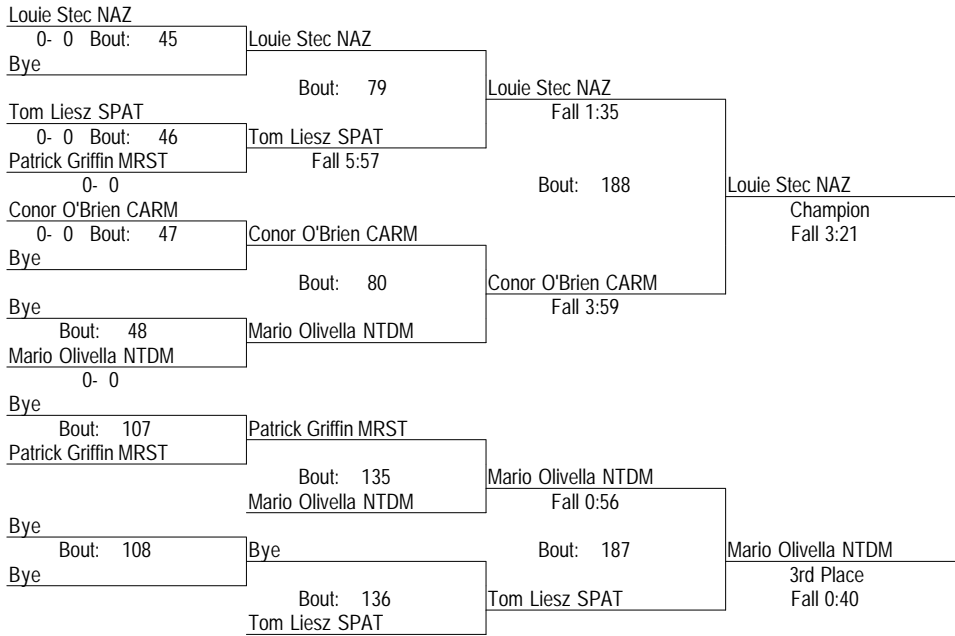 Louie Stec NAZ
0- 0 Bout: 45
Louie Stec NAZ
Bye
Bout: 79
Louie Stec NAZ
Tom Liesz SPAT
Fall 1:35
0- 0 Bout: 46
Tom Liesz SPAT
Patrick Griffin MRST
Fall 5:57
0- 0
Bout: 188
Louie Stec NAZ
Conor O'Brien CARM
Champion
0- 0 Bout: 47
Conor O'Brien CARM
Fall 3:21
Bye
Bout: 80
Conor O'Brien CARM
Bye
Fall 3:59
Bout: 48
Mario Olivella NTDM
Mario Olivella NTDM
0- 0
Bye
Bout: 107
Patrick Griffin MRST
Patrick Griffin MRST
Bout: 135
Mario Olivella NTDM
Mario Olivella NTDM
Fall 0:56
Bye
Bout: 108
Bye
Bout: 187
Mario Olivella NTDM
Bye
3rd Place
Bout: 136
Tom Liesz SPAT
Fall 0:40
Tom Liesz SPAT